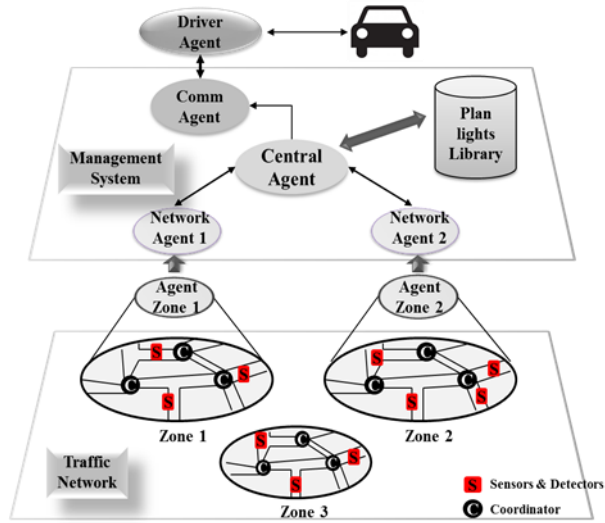 Driver
Agent
Comm
Agent
Plan
lights
Library
Central
Agent
Management
System
Network
Agent 1
Network
Agent 2
Agent
Zone 1
Agent
Zone 2
S
C
C
C
S
S
Zone 1
S
C
C
C
S
S
S
Zone 2
S
C
C
C
S
S
Zone 3
Traffic
Network
S Sensors & Detectors
C Coordinator